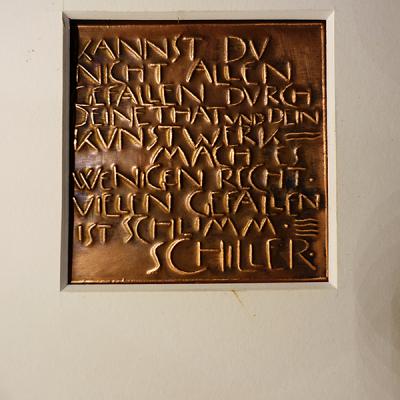 KANNST DU
NICHT ALLEN
GEFALLEN DURCH
DEINE THAT UND DEIN
KUNSTWERK
MACH ES
WENIGEN RECHT·
VIELEN GEFALLEN
IST SCHLIMM·
SCHILLER·